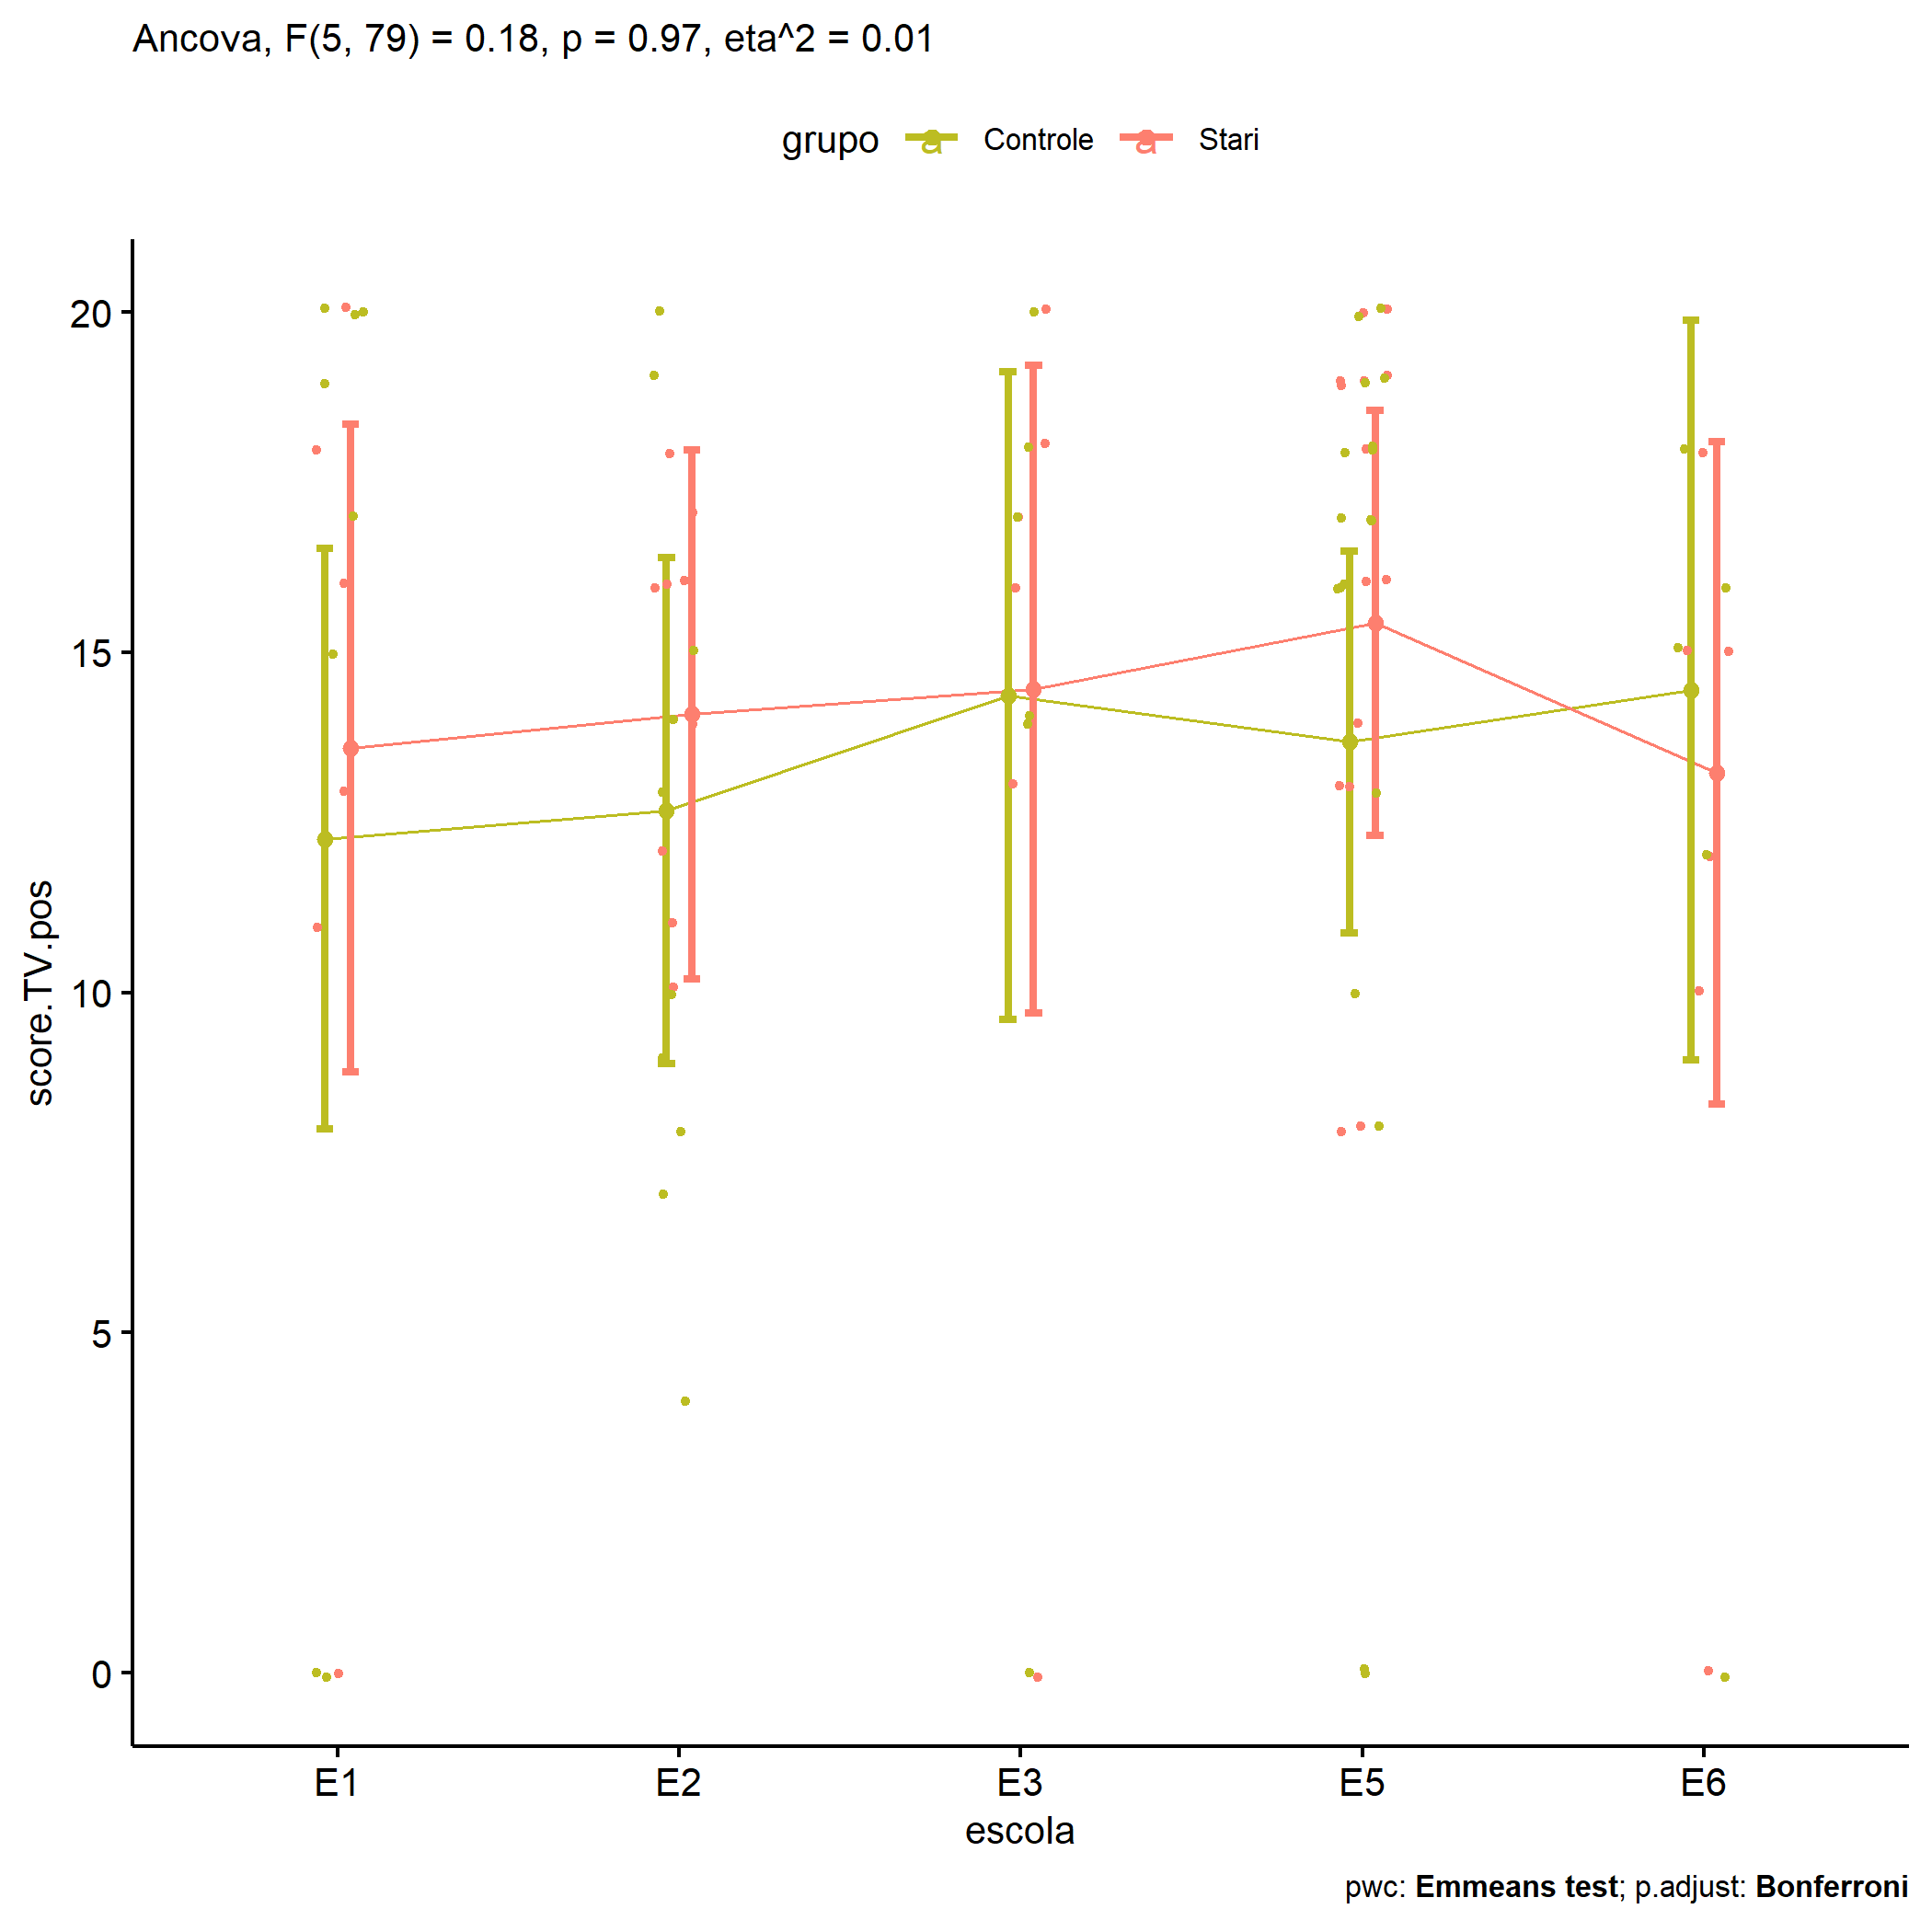 Ancova, F(5, 79) = 0.18, p = 0.97, eta^2 = 0.01
grupo a Controle a Stari
20
15
10
5
0
score.TV.pos
E1 E2 E3 E5 E6
escola
pwc: Emmeans test; p.adjust: Bonferroni